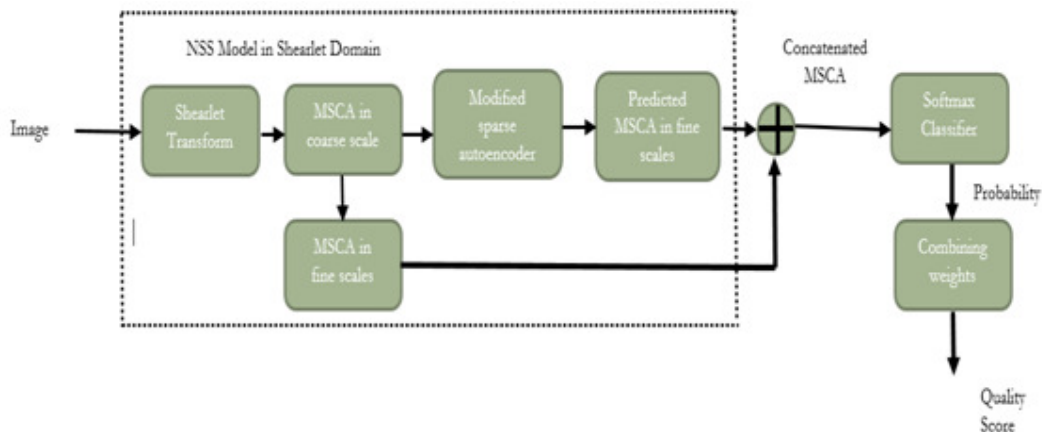 NSS Model in Shearlet Domain
Concatenated
MSCA
Image
Shearlet
Transform
MSCA in
coarse scale
Modified
sparse
autoencoder
Predicted
MSCA in fine
scales
Softmax
Classifier
Probability
MSCA in
fine scales
Combining
weights
Quality
Score